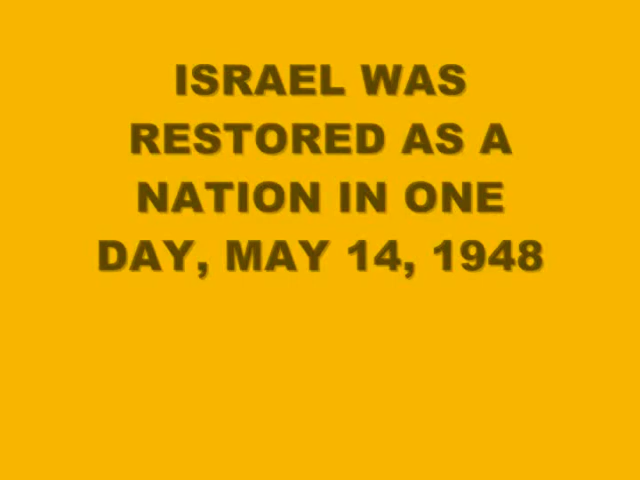 ISRAEL WAS
RESTORED AS A
NATION IN ONE
DAY, MAY 14, 1948